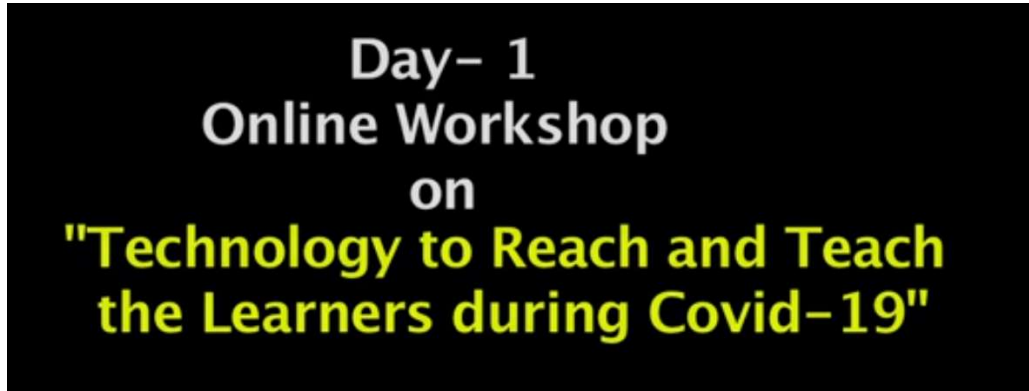 Day- 1
Online Workshop
on
"Technology to Reach and Teach
the Learners during Covid-19"